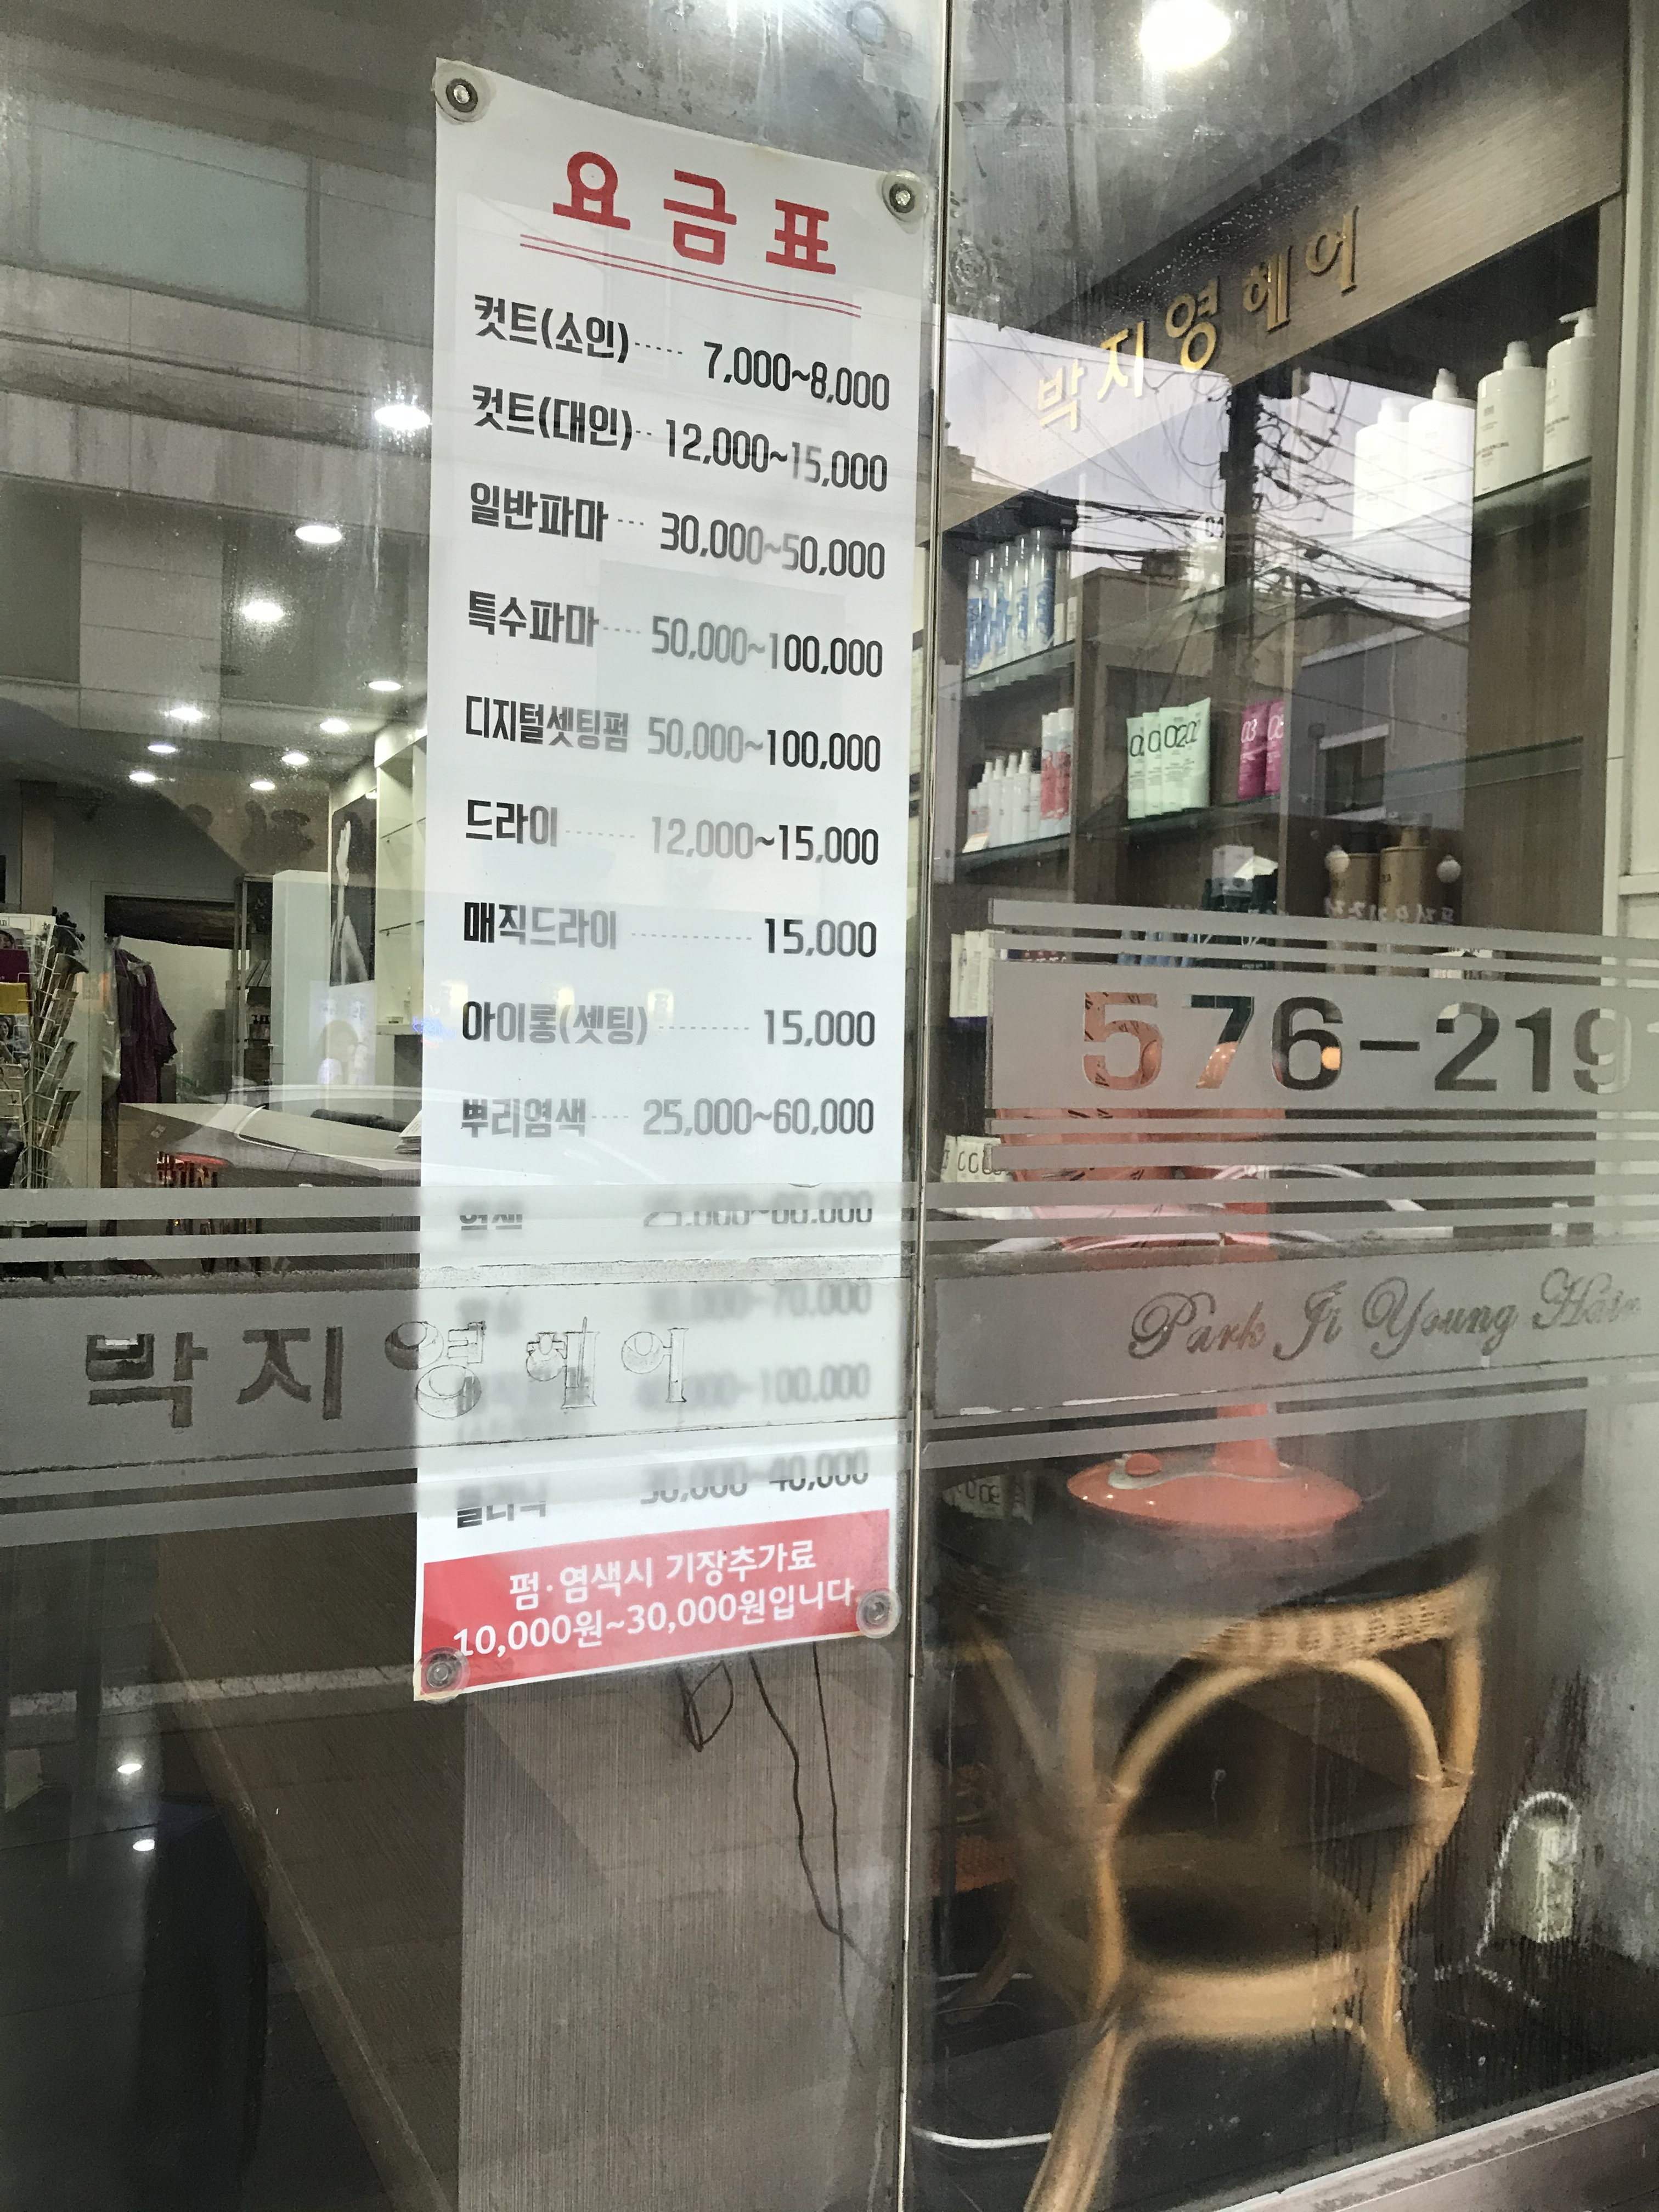 요금표
컷트(소인) 7,000~8,000
컷트(대인) 12,000~15,000
일반파마 30,000~50,000
특수파마 50,000~100,000
디지털셋팅펌 50,000~100,000
드라이 12,000~15,000
매직드라이 15,000
아이롱(셋팅) 15,000
뿌리염색 25,000~60,000
펌·염색시 기장추가료
10,000원~30,000원입니다.
박지영헤어
박지영헤어
576-2191
Park Ji Young Hair